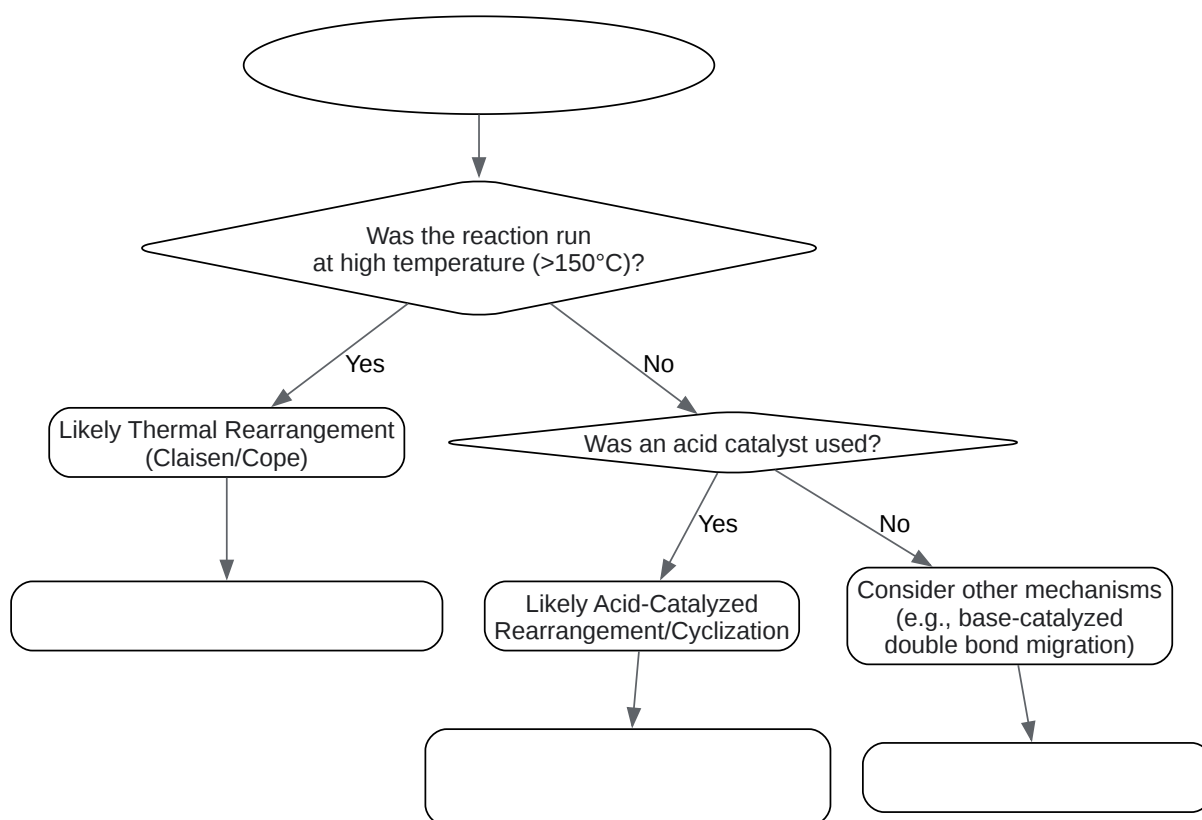 Was the reaction run
at high temperature (>150°C)?
Yes
No
Likely Thermal Rearrangement
(Claisen/Cope)
Was an acid catalyst used?
Yes
No
Likely Acid-Catalyzed
Rearrangement/Cyclization
Consider other mechanisms
(e.g., base-catalyzed
double bond migration)